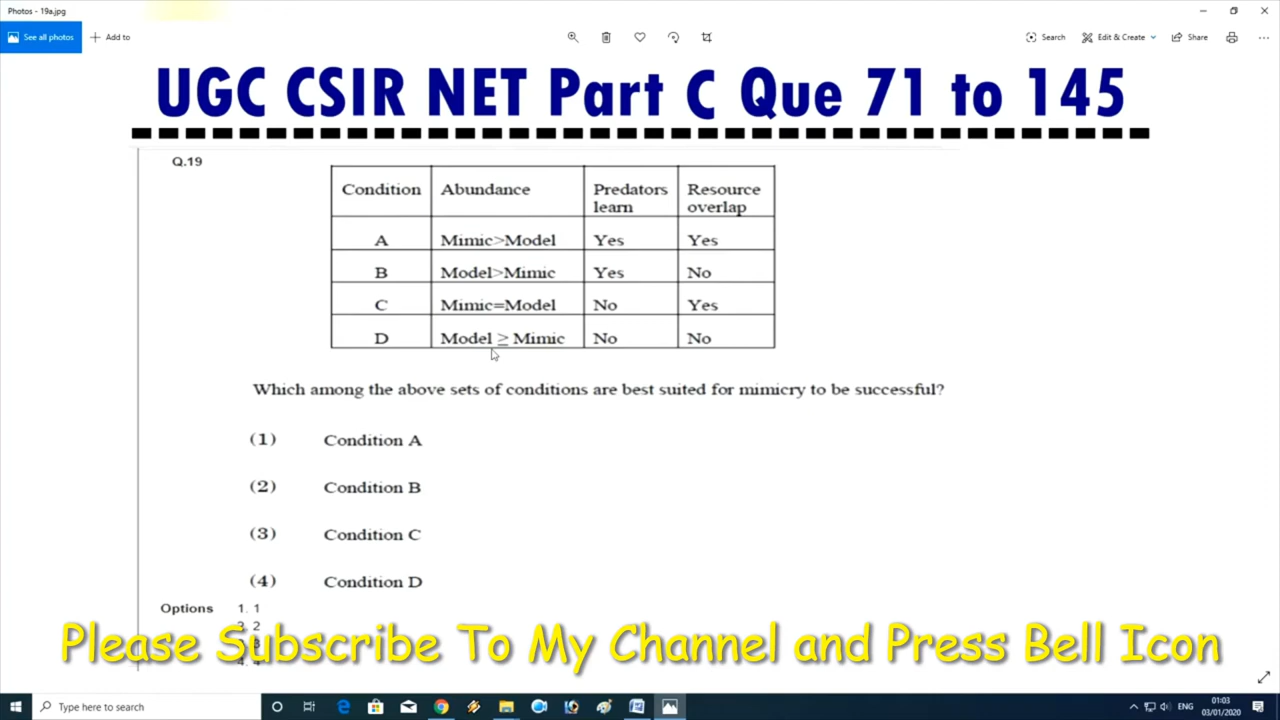 Photos - 19a.jpg
See all photos
Add to
Search
Edit & Create
Share
UGC CSIR NET Part C Que 71 to 145
Q.19
Condition Abundance Predators learn Resource overlap
A Mimic>Model Yes Yes
B Model>Mimic Yes No
C Mimic=Model No Yes
D Model ≥ Mimic No No
Which among the above sets of conditions are best suited for mimicry to be successful?
(1) Condition A
(2) Condition B
(3) Condition C
(4) Condition D
Options 1. 1
2
Please Subscribe To My Channel and Press Bell Icon
Type here to search
ENG
01:03
03/01/2020